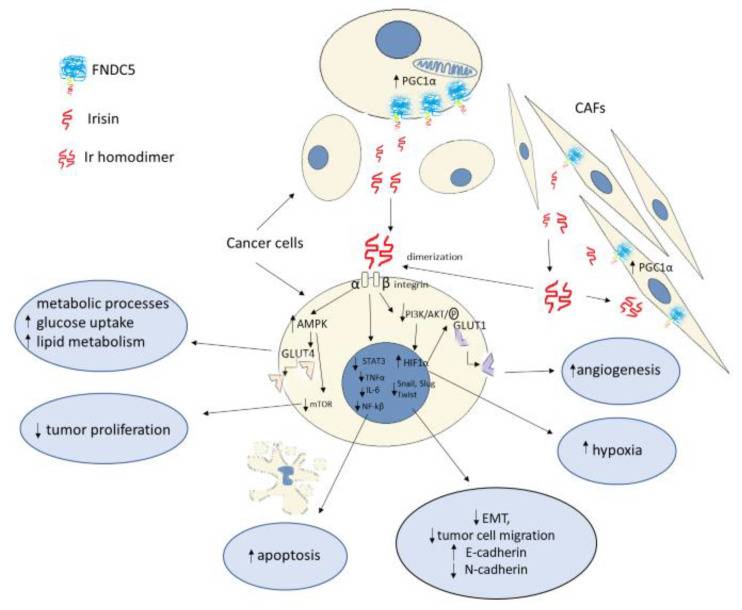 FNDC5
Irisin
Ir homodimer
↑ PGC1α
CAFs
Cancer cells
dimerization
α β integrin
↑ PGC1α
metabolic processes
↑ glucose uptake
↑ lipid metabolism
↑ AMPK
↓ PI3K/AKT/P
GLUT1
GLUT4
↓ STAT3
↑ HIF1α
↓ TNFα
↓ IL-6
↓ Snail, Slug
Twist
↓ NF-kβ
↓ mTOR
↑ angiogenesis
↓ tumor proliferation
↑ hypoxia
↑ apoptosis
↓ EMT,
↓ tumor cell migration
↑ E-cadherin
↓ N-cadherin